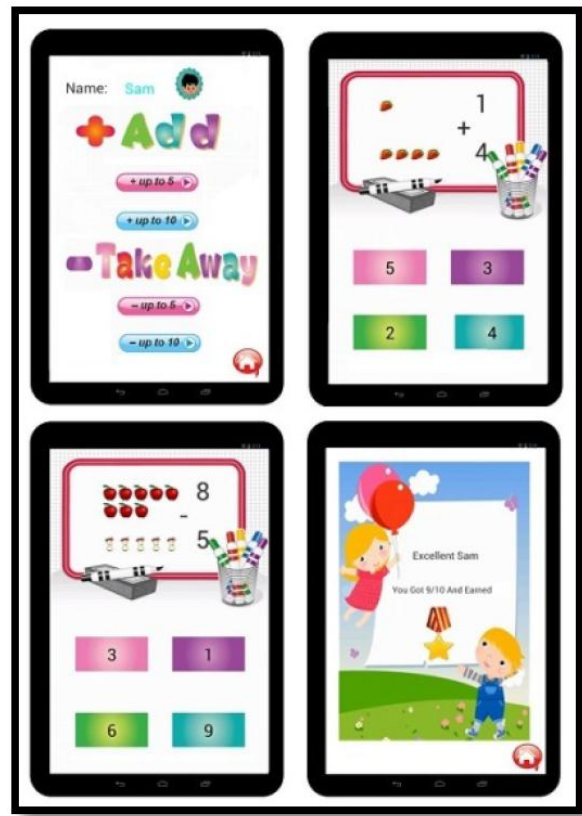 Name: Sam
+Add
+ up to 5
+ up to 10
-Take Away
– up to 5
– up to 10
1
+
4
5 3
2 4
8
-
5
3 1
6 9
Excellent Sam
You Got 9/10 And Earned